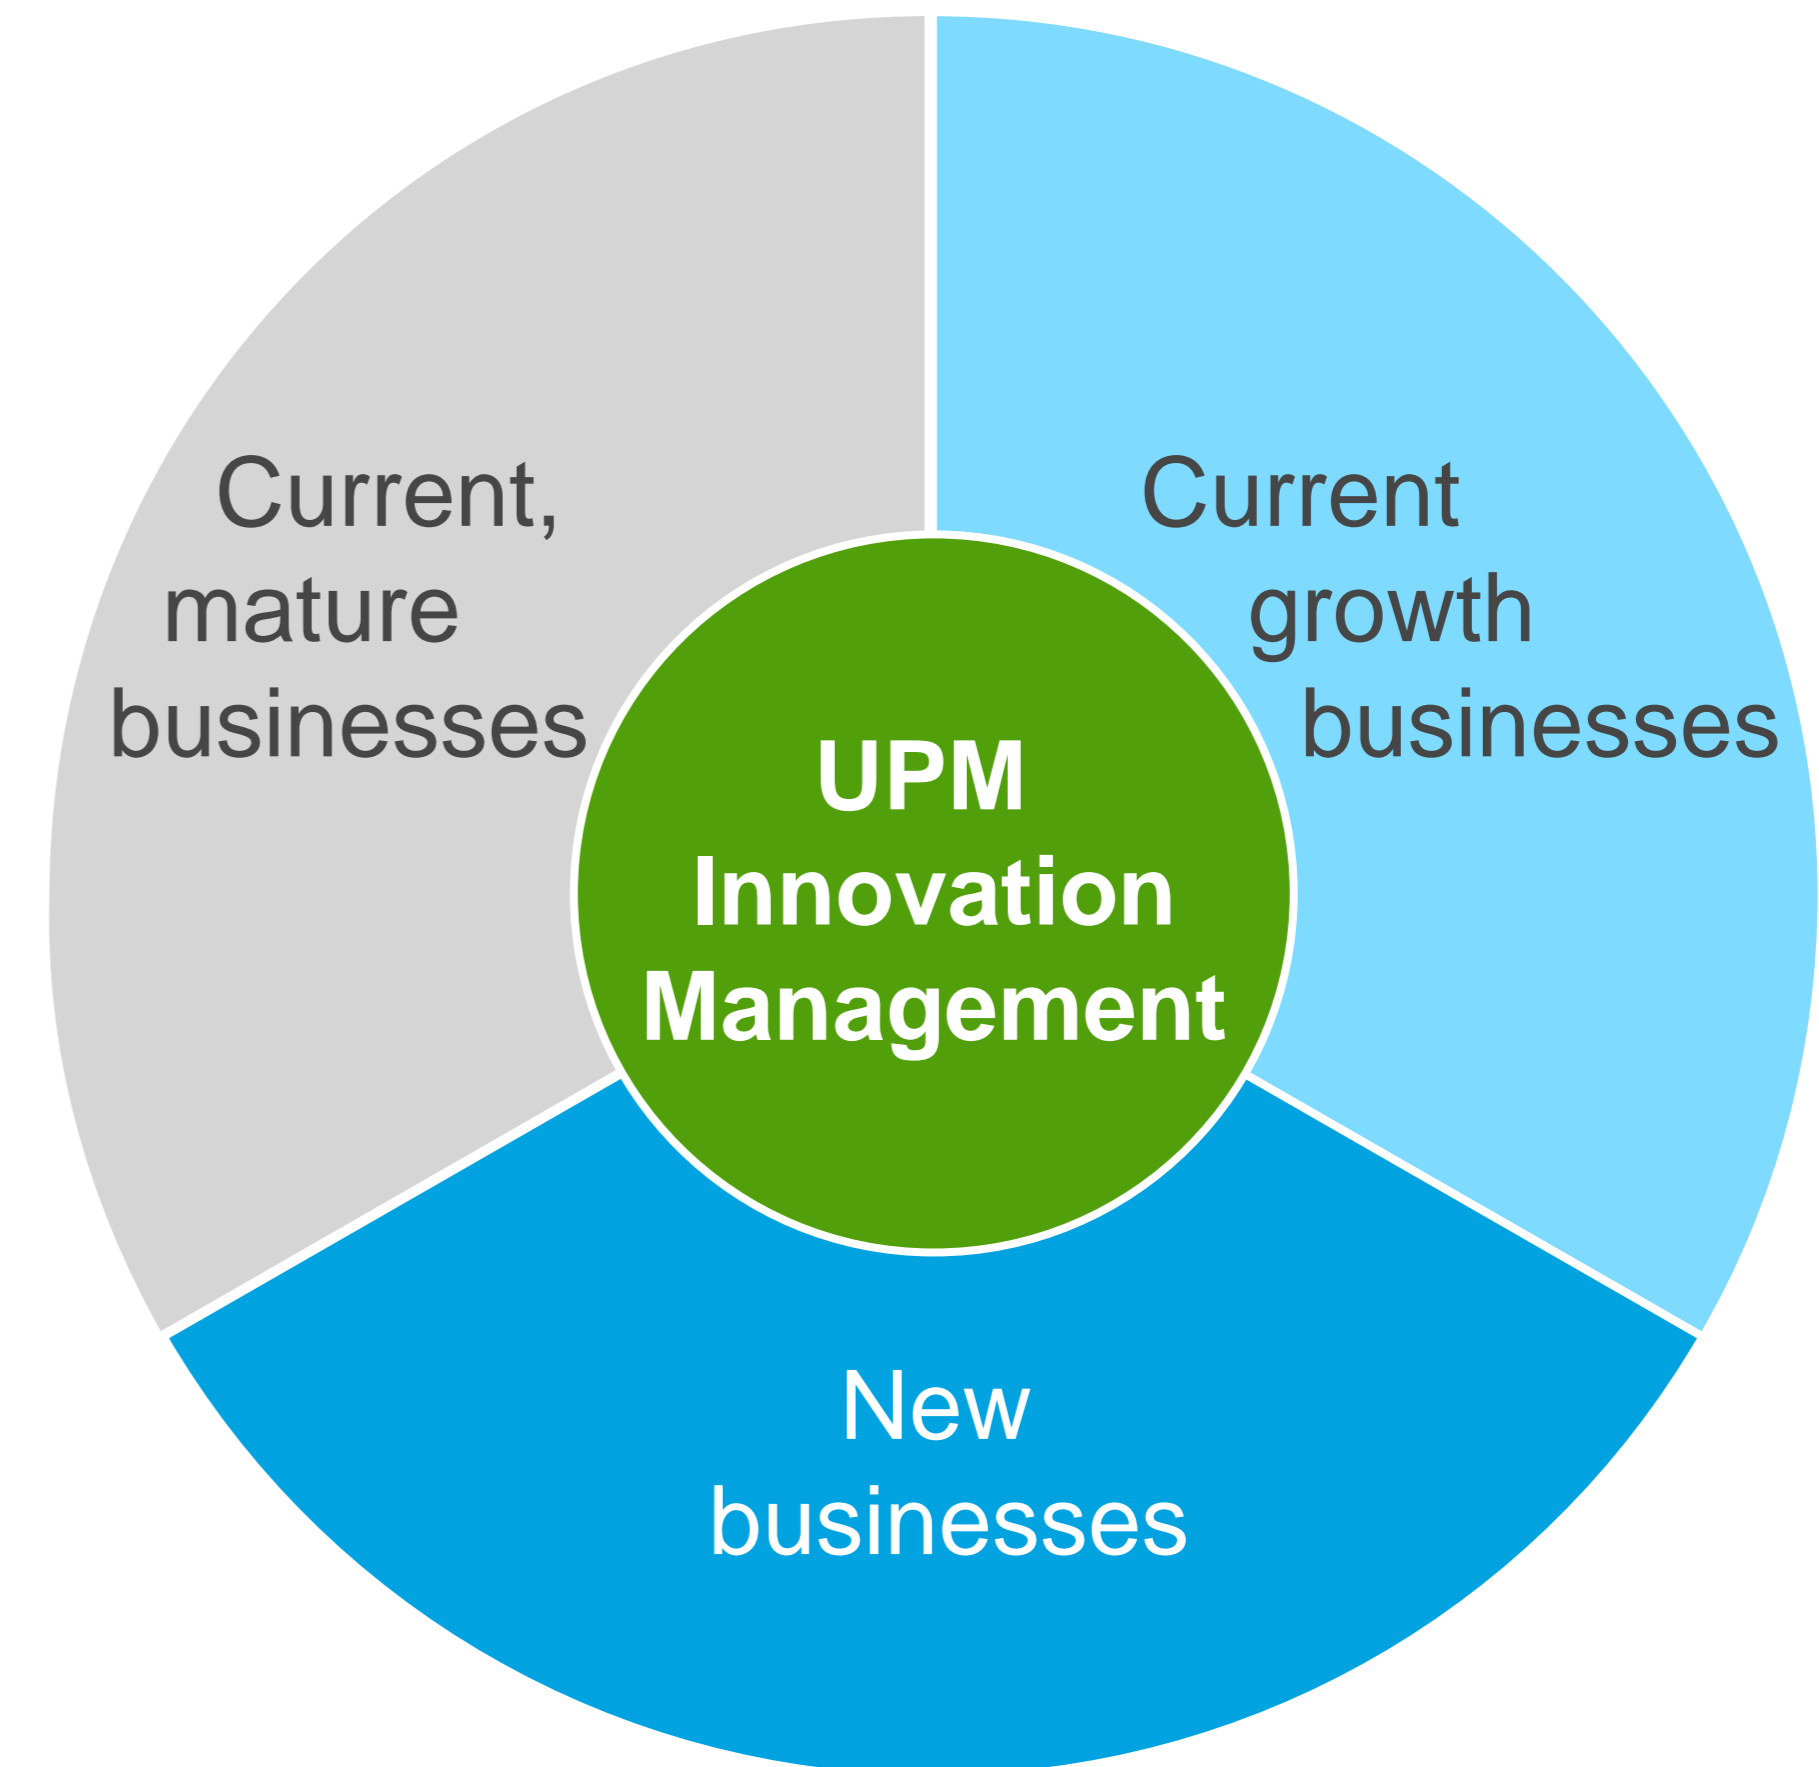 Current,
mature
businesses
Current
growth
businesses
UPM
Innovation
Management
New
businesses